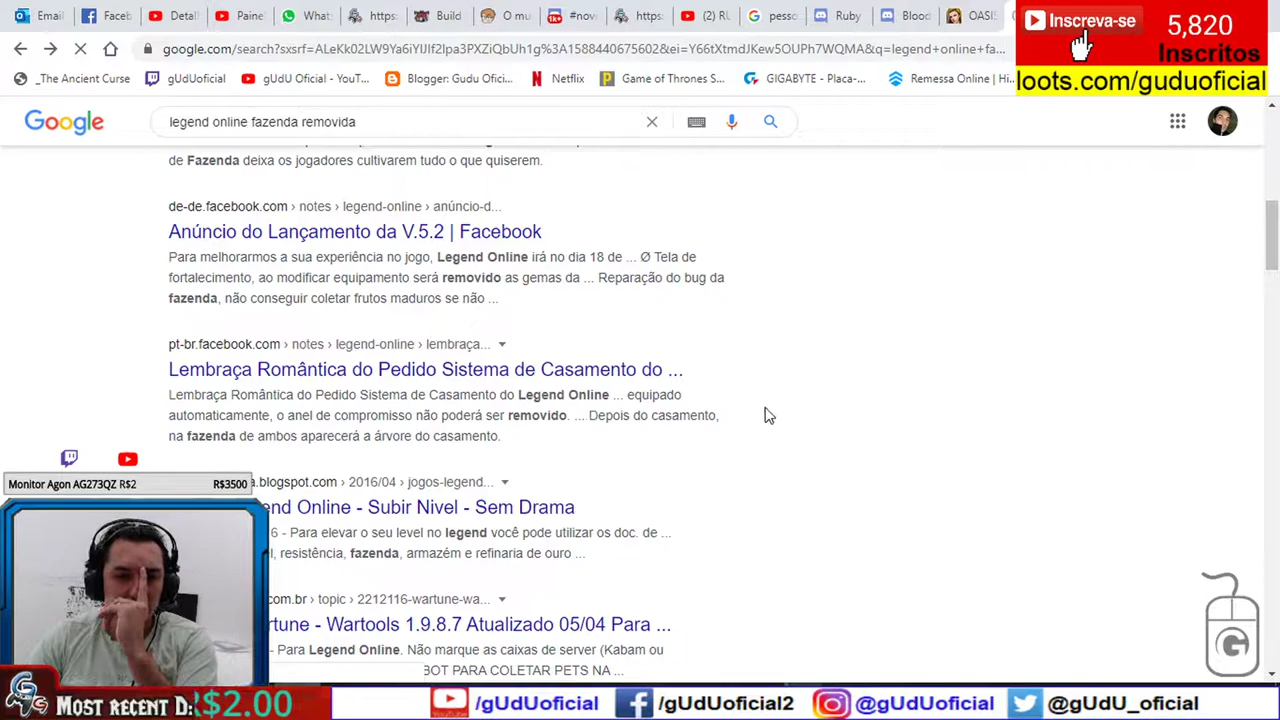 Email
Faceb
Detall
Painel
What
https:
Build
O mu
#nov
https:
(2) RU
pesso
Ruby
Blood
OASI
Inscreva-se
5,820
Inscritos
loots.com/guduoficial
google.com/search?sxsrf=ALeKk02LW9Ya6iYIJIf2lpa3PXZiQbUh1g%3A1588440675602&ei=Y66tXtmdJKew5OUPh7WQMA&q=legend+online+fa...
_The Ancient Curse
gUdUoficial
gUdU Oficial - YouT...
Blogger: Gudu Ofici...
Netflix
Game of Thrones S...
GIGABYTE - Placa-...
Remessa Online | Hi...
Google
legend online fazenda removida
de Fazenda deixa os jogadores cultivarem tudo o que quiserem.
de-de.facebook.com › notes › legend-online › anúncio-d...
Anúncio do Lançamento da V.5.2 | Facebook
Para melhorarmos a sua experiência no jogo, Legend Online irá no dia 18 de ... Ø Tela de
fortalecimento, ao modificar equipamento será removido as gemas da ... Reparação do bug da
fazenda, não conseguir coletar frutos maduros se não ...
pt-br.facebook.com › notes › legend-online › lembraça...
Lembraça Romântica do Pedido Sistema de Casamento do ...
Lembraça Romântica do Pedido Sistema de Casamento do Legend Online ... equipado
automaticamente, o anel de compromisso não poderá ser removido. ... Depois do casamento,
na fazenda de ambos aparecerá a árvore do casamento.
Monitor Agon AG273QZ R$2
R$3500
a.blogspot.com › 2016/04 › jogos-legend...
end Online - Subir Nivel - Sem Drama
6 - Para elevar o seu level no legend você pode utilizar os doc. de ...
l, resistência, fazenda, armazém e refinaria de ouro ...
com.br › topic › 2212116-wartune-wa...
rtune - Wartools 1.9.8.7 Atualizado 05/04 Para ...
- Para Legend Online. Não marque as caixas de server (Kabam ou
BOT PARA COLETAR PETS NA ...
G
Most recent D:
R$2.00
/gUdUoficial
/gUdUoficial2
@gUdUoficial
@gUdU_oficial